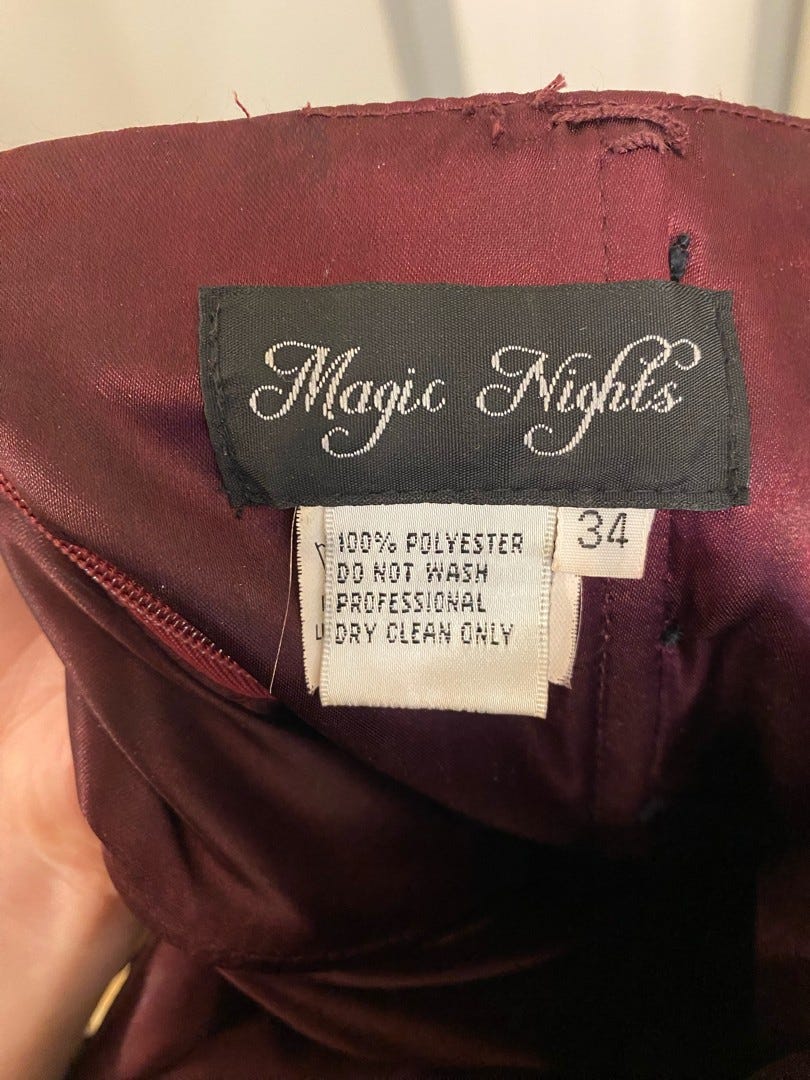 Magic Nights
34
100% POLYESTER
DO NOT WASH
PROFESSIONAL
DRY CLEAN ONLY